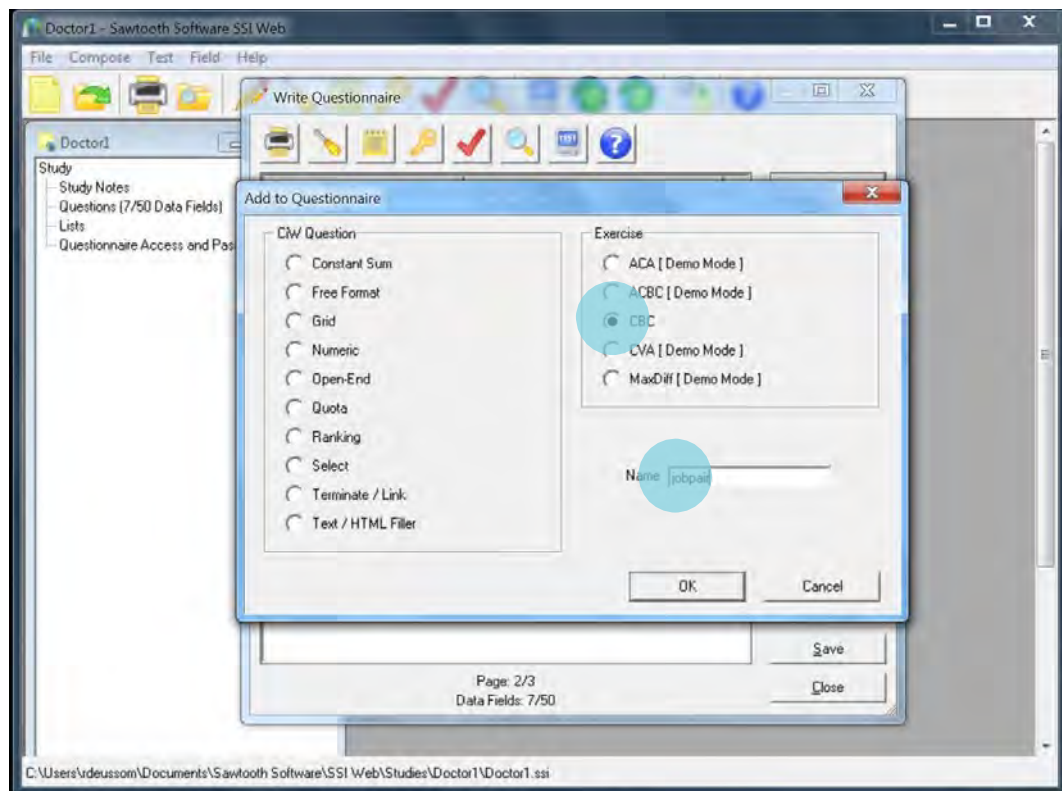 Doctor1 - Sawtooth Software SSI Web
File Compose Test Field Help
Write Questionnaire
Doctor1
Study
Study Notes
Questions (7/50 Data Fields)
Lists
Questionnaire Access and Pas
TEST
Add to Questionnaire
CiW Question
Constant Sum
Free Format
Grid
Numeric
Open-End
Quota
Ranking
Select
Terminate / Link
Text / HTML Filler
Exercise
ACA [ Demo Mode ]
ACBC [ Demo Mode ]
CBC
CVA [ Demo Mode ]
MaxDiff [ Demo Mode ]
Name jobpair
OK Cancel
Save
Page: 2/3
Data Fields: 7/50
Close
C:\Users\rdeussom\Documents\Sawtooth Software\SSI Web\Studies\Doctor1\Doctor1.ssi